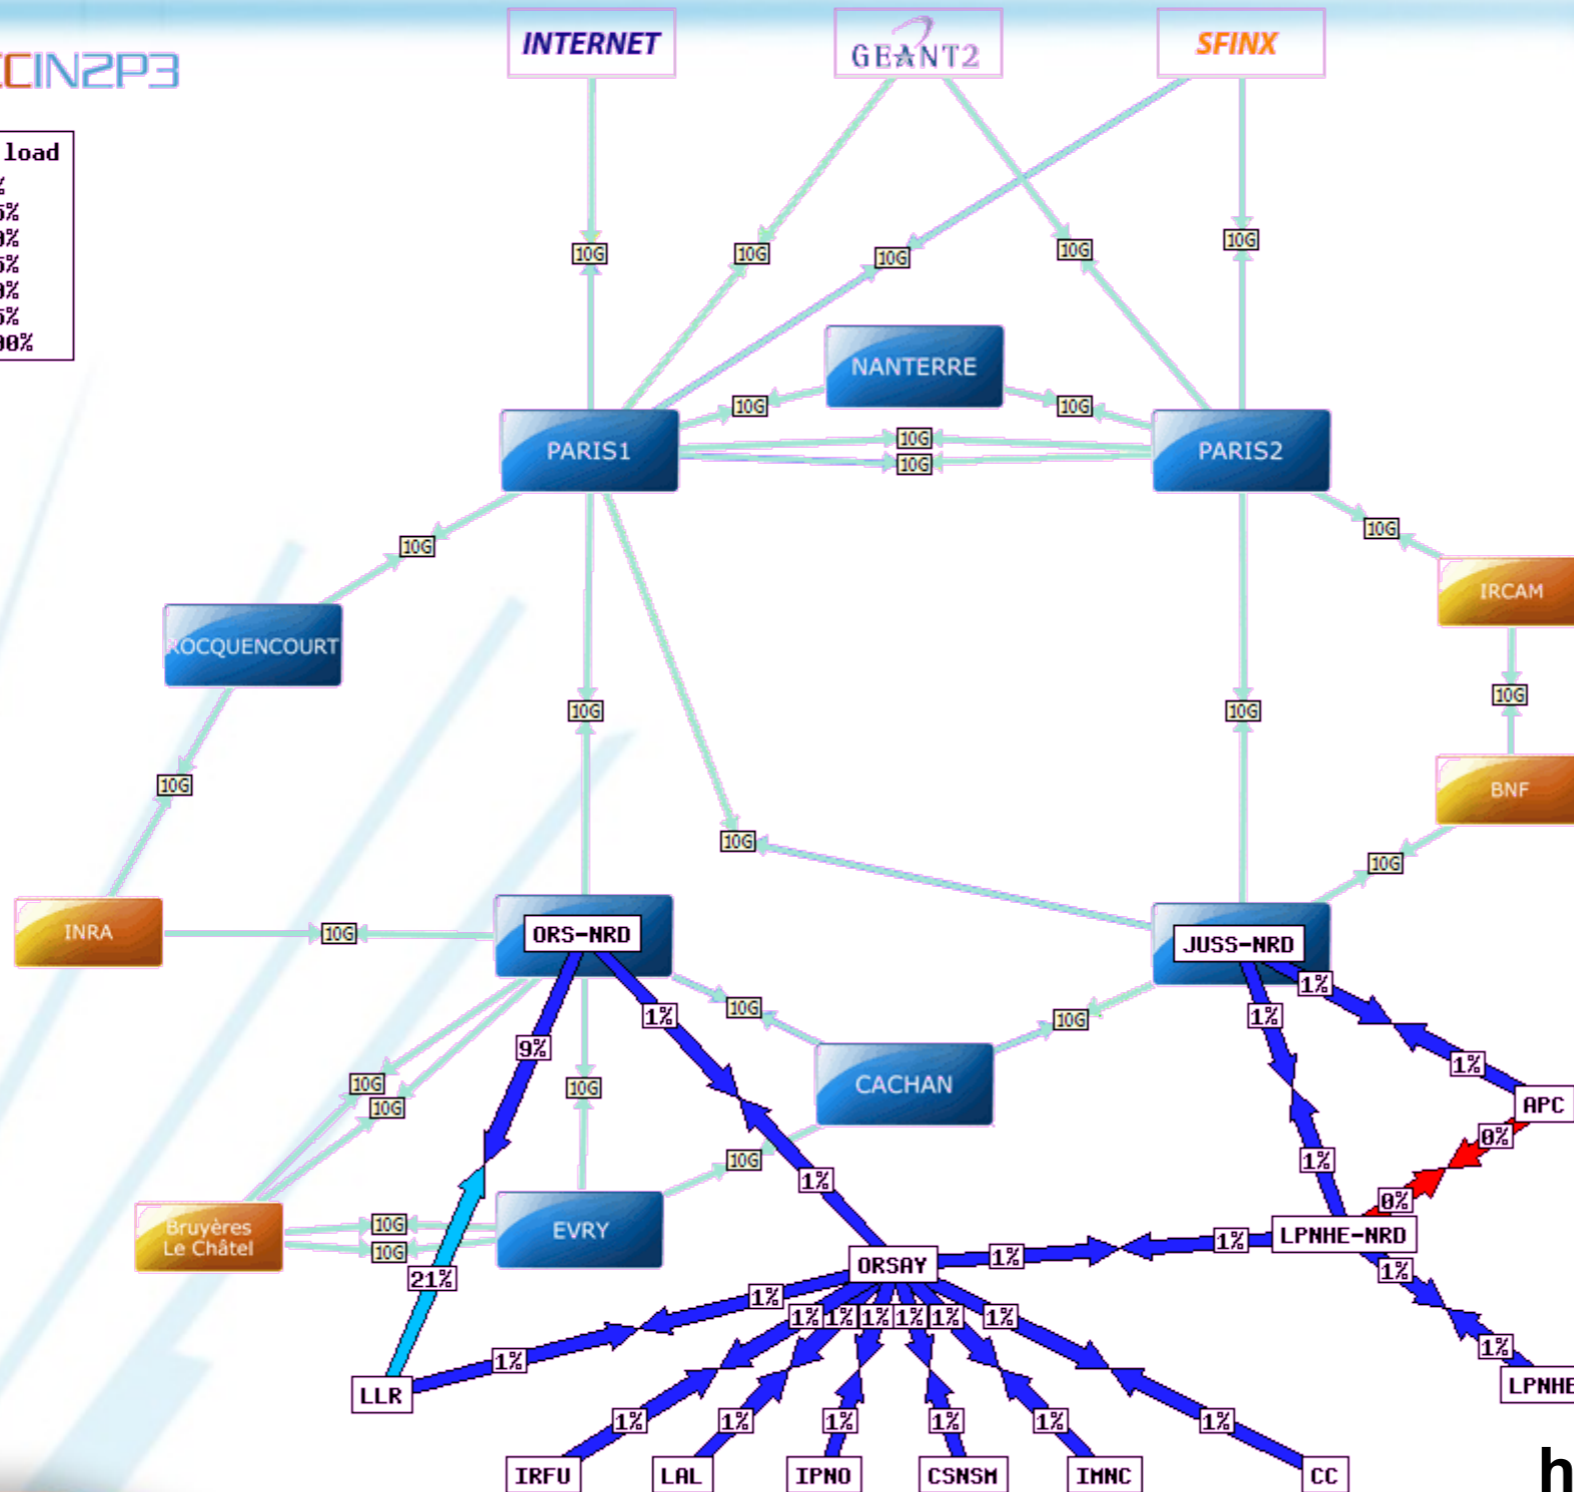 INTERNET
GEANT2
SFINX
CCIN2P3
load
10G
10G
10G
10G
10G
NANTERRE
10G
10G
PARIS1
10G
10G
PARIS2
10G
10G
IRCAM
ROCQUENCOURT
10G
10G
10G
BNF
10G
10G
10G
INRA
10G
ORS-NRD
JUSS-NRD
1%
10G
1%
1%
10G
9%
1%
10G
10G
10G
CACHAN
APC
0%
10G
1%
1%
0%
Bruyères
Le Châtel
10G
10G
EVRY
1%
1%
LPNHE-NRD
ORSAY
1%
21%
1%
1%
1%
1%
1%
1%
1%
1%
1%
LLR
LPNHE
1%
1%
1%
1%
1%
1%
IRFU
LAL
IPNO
CSNSM
IMNC
CC
h